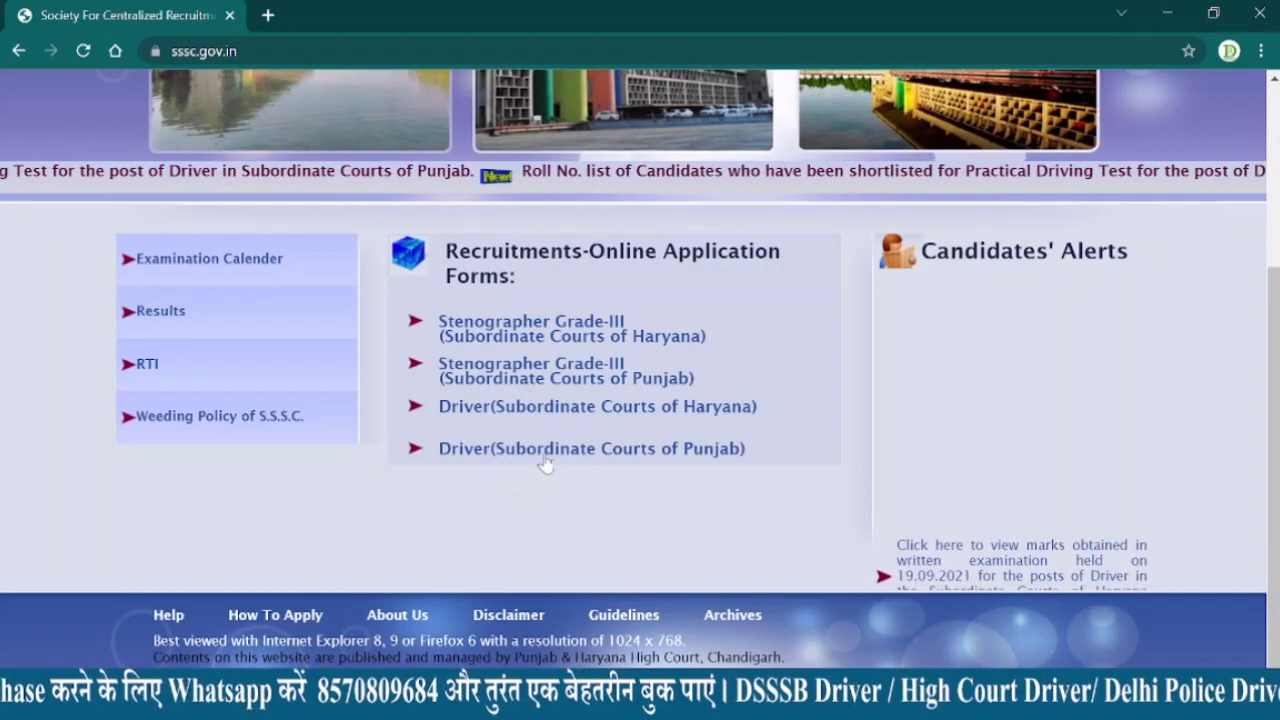 Society For Centralized Recruitm
sssc.gov.in
g Test for the post of Driver in Subordinate Courts of Punjab. New! Roll No. list of Candidates who have been shortlisted for Practical Driving Test for the post of D
Examination Calender
Results
RTI
Weeding Policy of S.S.S.C.
Recruitments-Online Application
Forms:
Stenographer Grade-III
(Subordinate Courts of Haryana)
Stenographer Grade-III
(Subordinate Courts of Punjab)
Driver(Subordinate Courts of Haryana)
Driver(Subordinate Courts of Punjab)
Candidates' Alerts
Click here to view marks obtained in
written examination held on
19.09.2021 for the posts of Driver in
the Subordinate Courts of Haryana
Help How To Apply About Us Disclaimer Guidelines Archives
Best viewed with Internet Explorer 8, 9 or Firefox 6 with a resolution of 1024 x 768.
Contents on this website are published and managed by Punjab & Haryana High Court, Chandigarh.
hase करने के लिए Whatsapp करें 8570809684 और तुरंत एक बेहतरीन बुक पाएं । DSSSB Driver / High Court Driver/ Delhi Police Drive